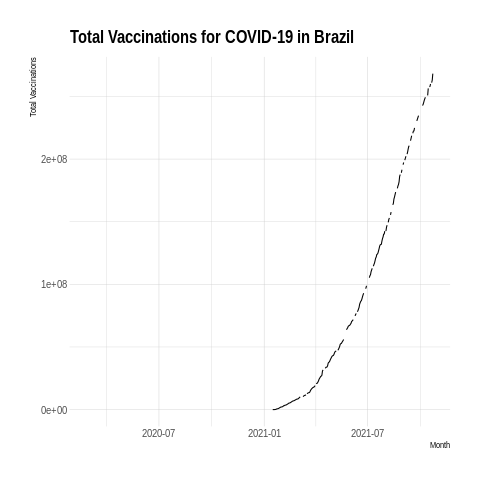 Total Vaccinations for COVID-19 in Brazil
Total Vaccinations
2e+08
1e+08
0e+00
2020-07 2021-01 2021-07
Month